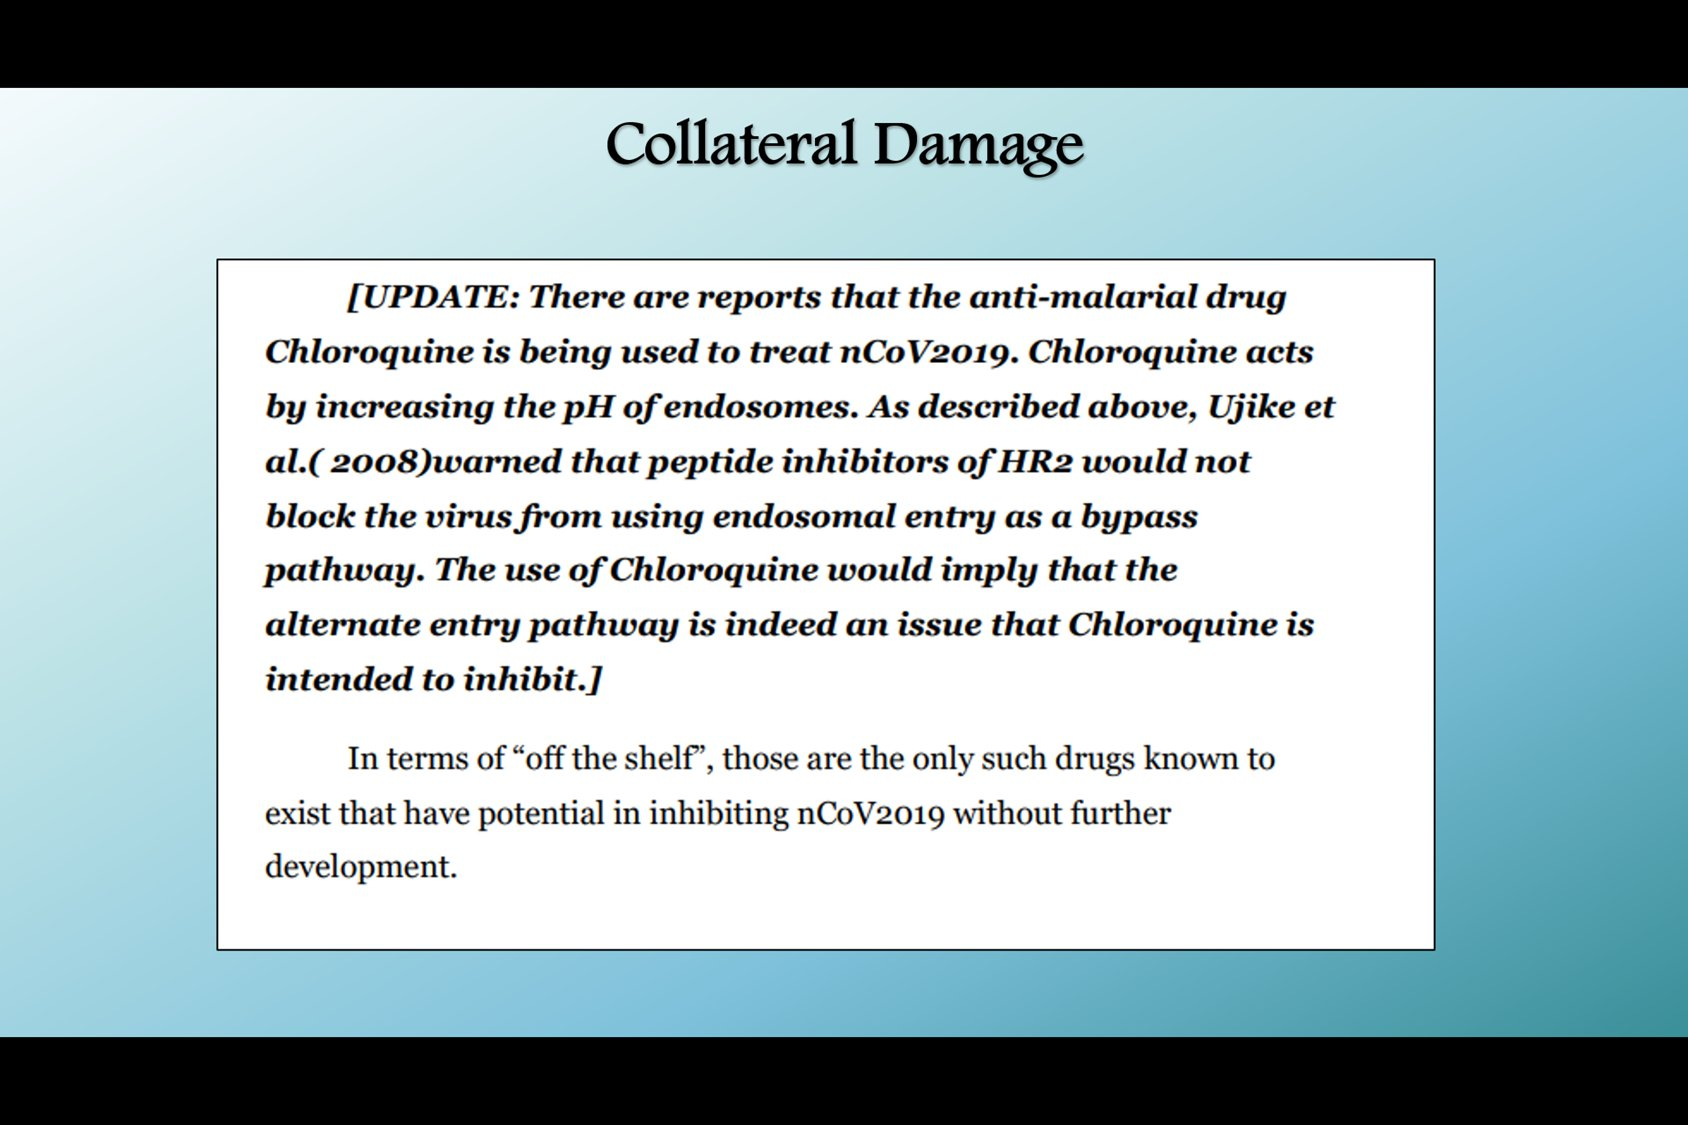 Collateral Damage
[UPDATE: There are reports that the anti-malarial drug
Chloroquine is being used to treat nCoV2019. Chloroquine acts
by increasing the pH of endosomes. As described above, Ujike et
al.( 2008)warned that peptide inhibitors of HR2 would not
block the virus from using endosomal entry as a bypass
pathway. The use of Chloroquine would imply that the
alternate entry pathway is indeed an issue that Chloroquine is
intended to inhibit.]
In terms of “off the shelf”, those are the only such drugs known to
exist that have potential in inhibiting nCoV2019 without further
development.